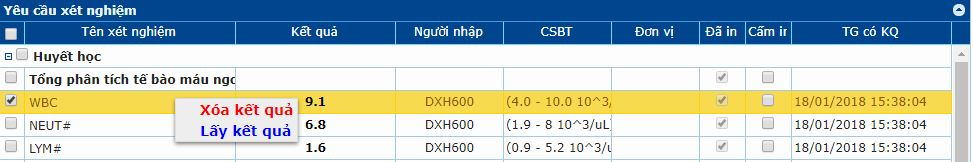 Yêu cầu xét nghiệm
Tên xét nghiệm Kết quả Người nhập CSBT Đơn vị Đã in Cấm in TG có KQ
Huyết học
Tổng phân tích tế bào máu ngo
WBC 9.1 DXH600 (4.0 - 10.0 10^3/ 18/01/2018 15:38:04
Xóa kết quả
NEUT# 6.8 DXH600 (1.9 - 8 10^3/uL) 18/01/2018 15:38:04
Lấy kết quả
LYM# 1.6 DXH600 (0.9 - 5.2 10^3/u 18/01/2018 15:38:04